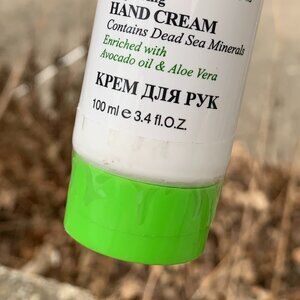 HAND CREAM
Contains Dead Sea Minerals
Enriched with
Avocado oil & Aloe Vera
КРЕМ ДЛЯ РУК
100 ml e 3.4 fl.O.Z.